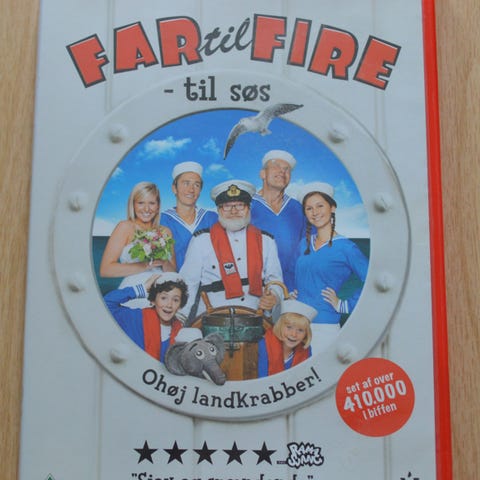 FAR til FIRE
- til søs
Ohøj landkrabber!
set af over
410.000
i biffen